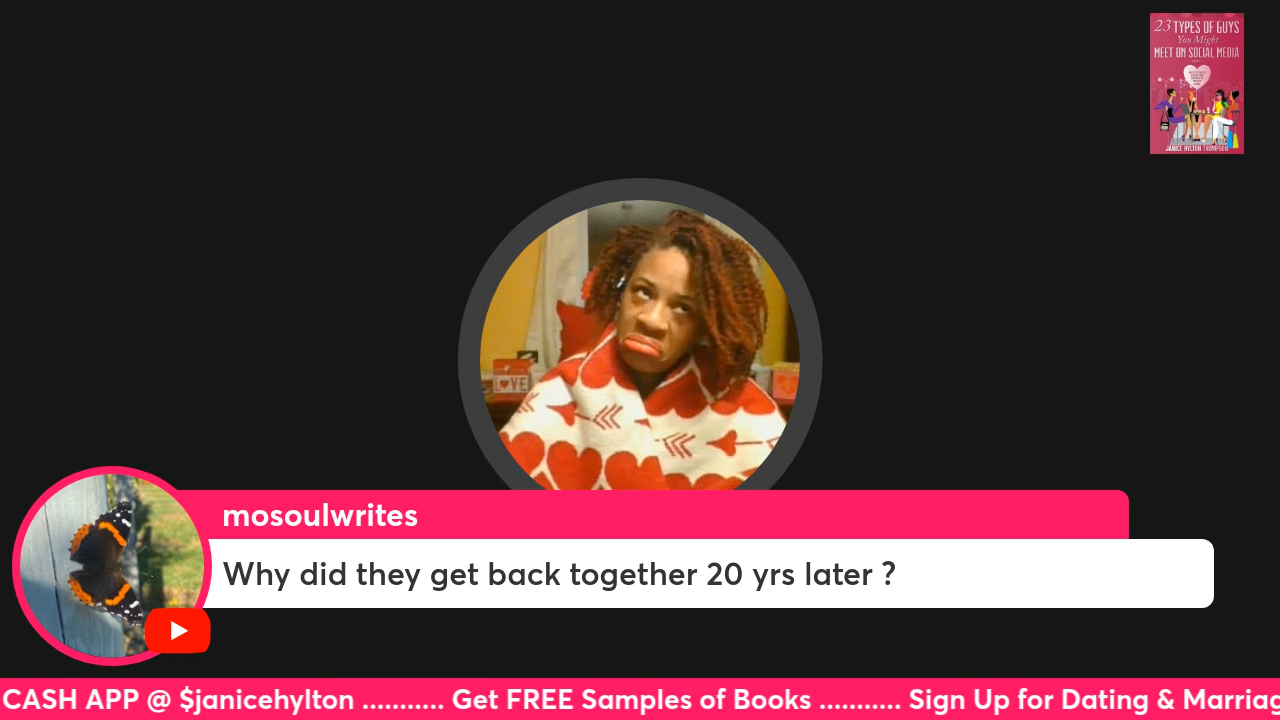 23 TYPES OF GUYS
You Might
MEET ON SOCIAL MEDIA
JANICE HYLTON THOMPSON
LOVE
mosoulwrites
Why did they get back together 20 yrs later ?
CASH APP @ $janicehylton ........... Get FREE Samples of Books ........... Sign Up for Dating & Marriag